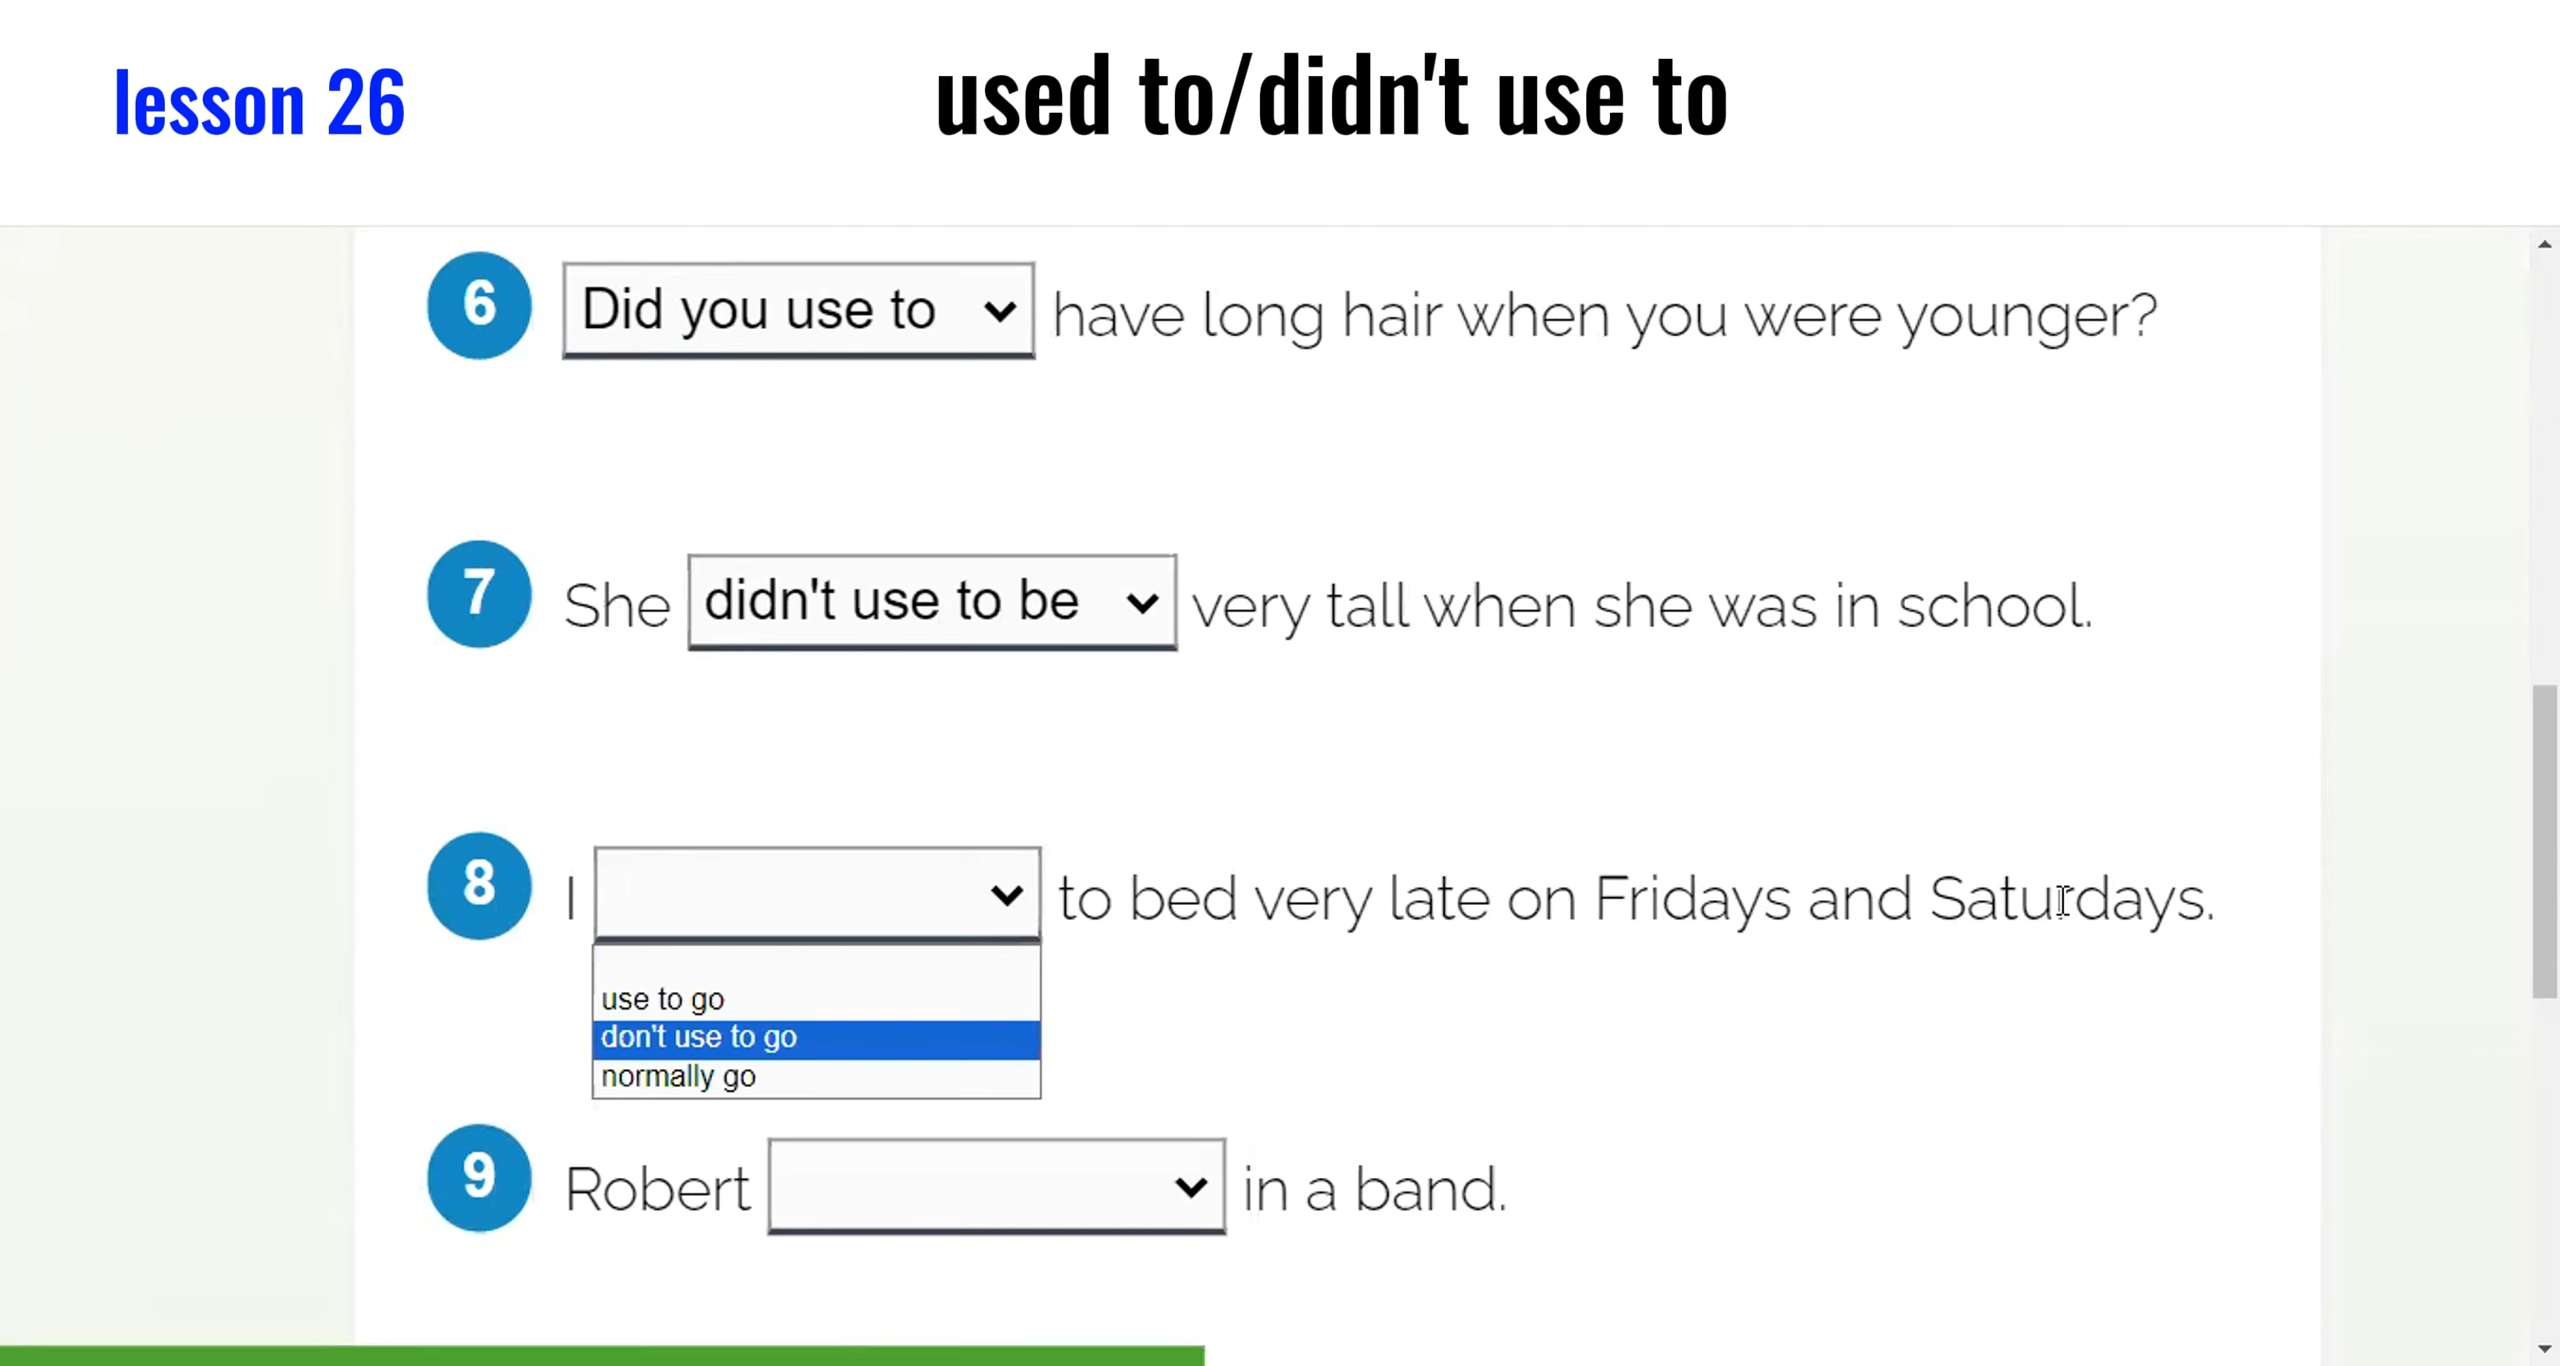 lesson 26 used to/didn't use to
6 Did you use to have long hair when you were younger?
7 She didn't use to be very tall when she was in school.
8 I to bed very late on Fridays and Saturdays.
use to go
don't use to go
normally go
9 Robert in a band.